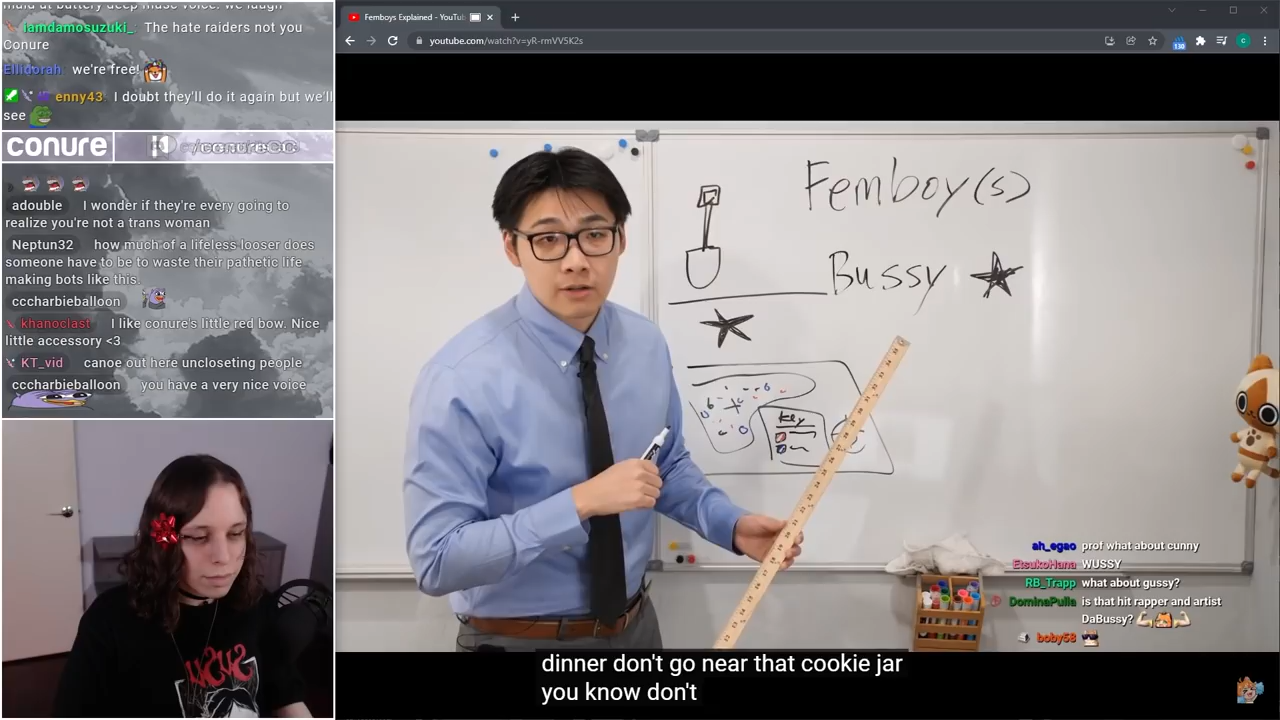 iamdamosuzuki_: The hate raiders not you
Conure
Ellidorah we're free!
enny43 I doubt they'll do it again but we'll
see
conure
adouble I wonder if they're every going to
realize you're not a trans woman
Neptun32 how much of a lifeless looser does
someone have to be to waste their pathetic life
making bots like this.
cccharbieballoon
khanoclast I like conure's little red bow. Nice
little accessory <3
KT_vid canoe out here uncloseting people
cccharbieballoon you have a very nice voice
Femboys Explained - YouTub
youtube.com/watch?v=yR-rmVV5K2s
130
c
Femboy(s)
Bussy
Key
ah_egao prof what about cunny
EtsukoHana WUSSY
RB_Trapp what about gussy?
DominaPulla is that hit rapper and artist
DaBussy?
boby58
dinner don't go near that cookie jar
you know don't